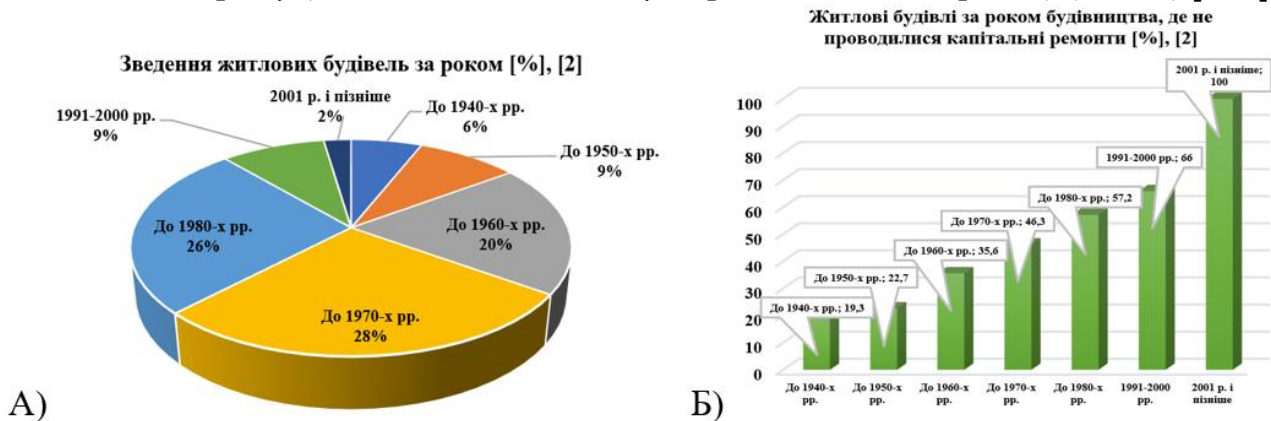 Зведення житлових будівель за роком [%], [2]
2001 р. і пізніше
2%
До 1940-х рр.
6%
1991-2000 рр.
9%
До 1950-х рр.
9%
До 1980-х рр.
26%
До 1960-х рр.
20%
До 1970-х рр.
28%
А)
Житлові будівлі за роком будівництва, де не
проводилися капітальні ремонти [%], [2]
2001 р. і пізніше;
100
1991-2000 рр.; 66
До 1980-х рр.; 57,2
До 1970-х рр.; 46,3
До 1960-х рр.; 35,6
До 1950-х рр.; 22,7
До 1940-х рр.; 19,3
100
90
80
70
60
50
40
30
20
10
0
До 1940-х
рр.
До 1950-х
рр.
До 1960-х
рр.
До 1970-х
рр.
До 1980-х
рр.
1991-2000
рр.
2001 р. і
пізніше
Б)